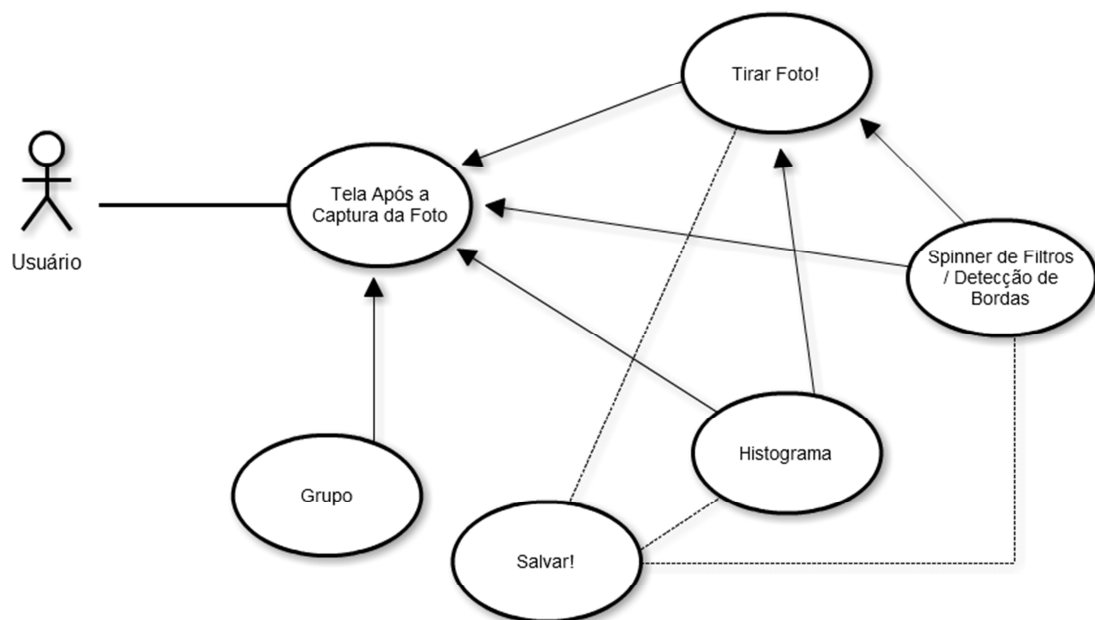 Tirar Foto!
Tela Após a
Captura da Foto
Usuário
Spinner de Filtros
/ Detecção de
Bordas
Histograma
Grupo
Salvar!